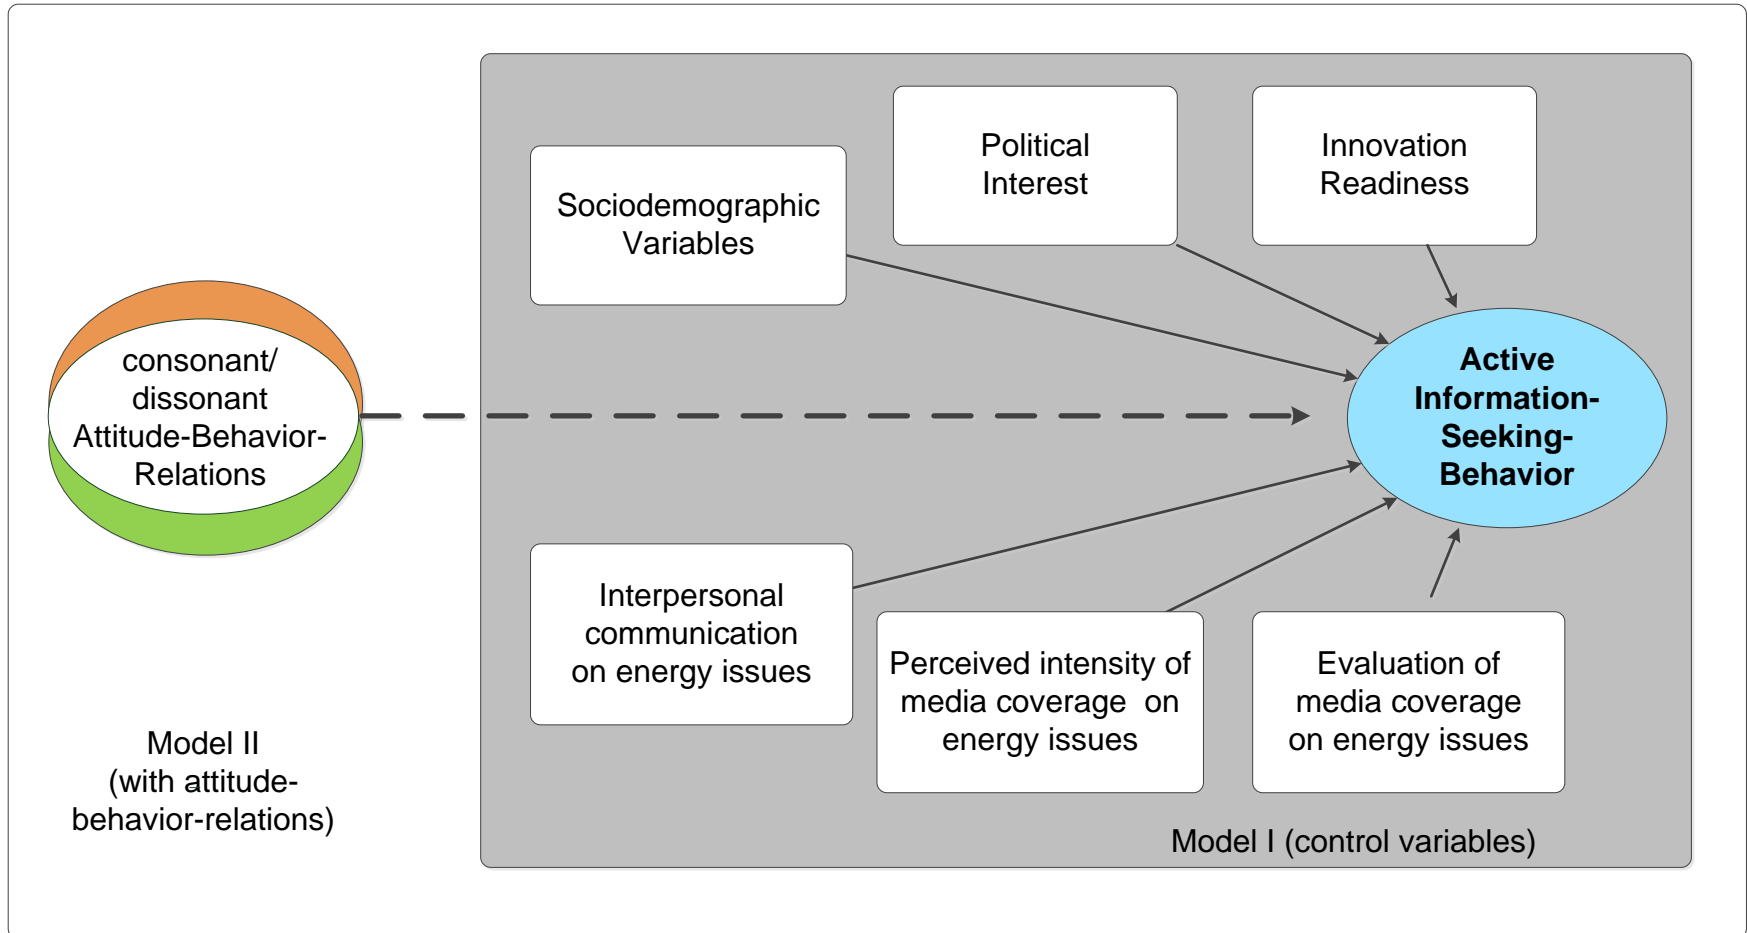 Political
Interest
Innovation
Readiness
Sociodemographic
Variables
consonant/
dissonant
Attitude-Behavior-
Relations
Active
Information-
Seeking-
Behavior
Interpersonal
communication
on energy issues
Perceived intensity of
media coverage  on
energy issues
Evaluation of
media coverage
on energy issues
Model II
(with attitude-
behavior-relations)
Model I (control variables)